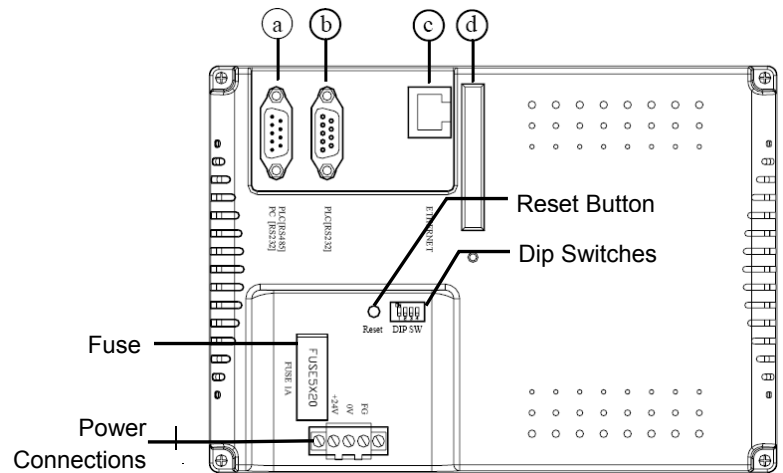 a b c d
PLC[RS485]
PC [RS232]
PLC[RS232]
ETHERNET
Reset Button
Dip Switches
Reset DIP SW
Fuse
FUSE5X20
FUSE 1A
+24V
0V
FG
Power
Connections